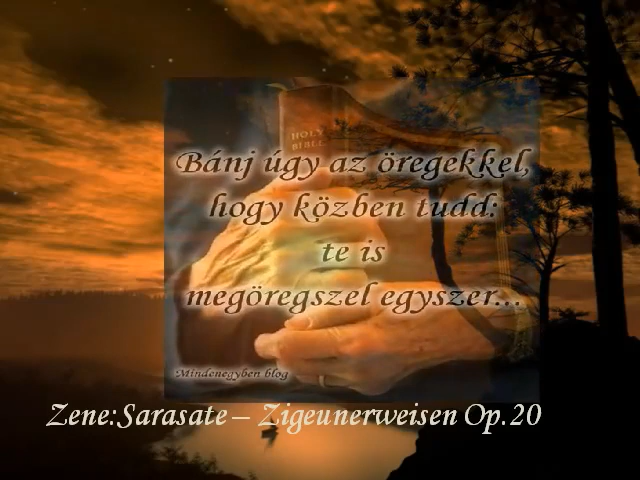 HOLY
BIBLE
Bánj úgy az öregekkel,
hogy közben tudd:
te is
megöregszel egyszer...
Mindenegyben blog
Zene:Sarasate – Zigeunerweisen Op.20